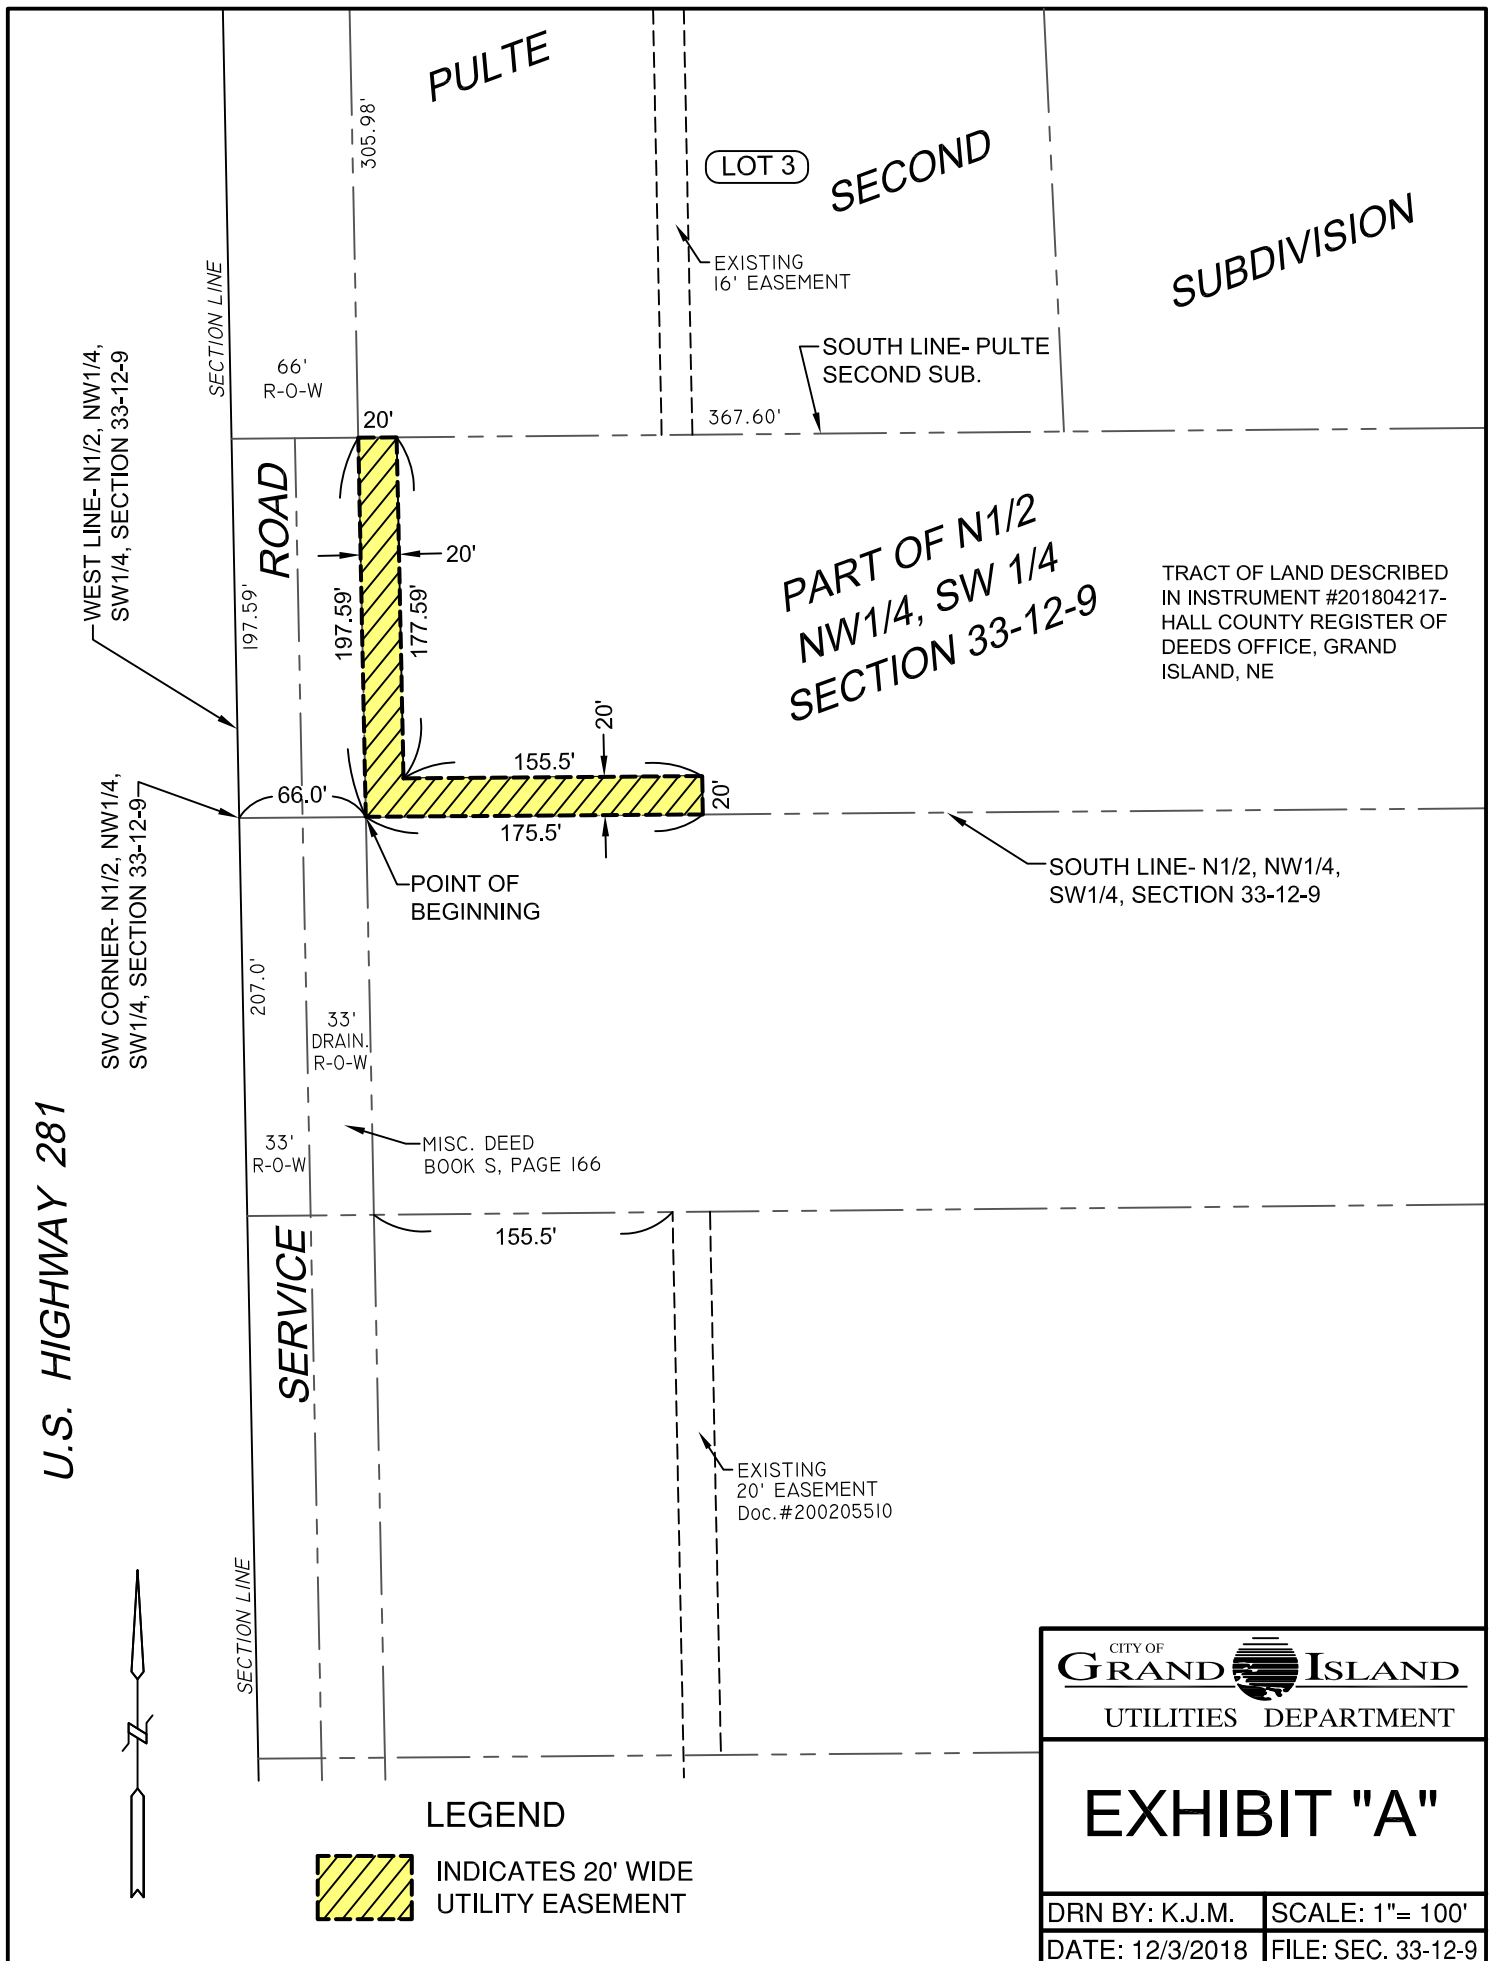 PULTE
SECOND
SUBDIVISION
305.98'
LOT 3
EXISTING
16' EASEMENT
SECTION LINE
66'
R-O-W
SOUTH LINE- PULTE
SECOND SUB.
367.60'
20'
WEST LINE- N1/2, NW1/4,
SW1/4, SECTION 33-12-9
ROAD
20'
197.59'
197.59'
177.59'
PART OF N1/2
NW1/4, SW 1/4
SECTION 33-12-9
TRACT OF LAND DESCRIBED
IN INSTRUMENT #201804217-
HALL COUNTY REGISTER OF
DEEDS OFFICE, GRAND
ISLAND, NE
20'
155.5'
20'
66.0'
175.5'
SW CORNER- N1/2, NW1/4,
SW1/4, SECTION 33-12-9
POINT OF
BEGINNING
SOUTH LINE- N1/2, NW1/4,
SW1/4, SECTION 33-12-9
207.0'
33'
DRAIN.
R-O-W
33'
R-O-W
MISC. DEED
BOOK S, PAGE 166
U.S. HIGHWAY 281
SERVICE
155.5'
EXISTING
20' EASEMENT
Doc.#200205510
SECTION LINE
LEGEND
INDICATES 20' WIDE
UTILITY EASEMENT
CITY OF
GRAND ISLAND
UTILITIES DEPARTMENT
EXHIBIT "A"
DRN BY: K.J.M.
SCALE: 1"= 100'
DATE: 12/3/2018
FILE: SEC. 33-12-9